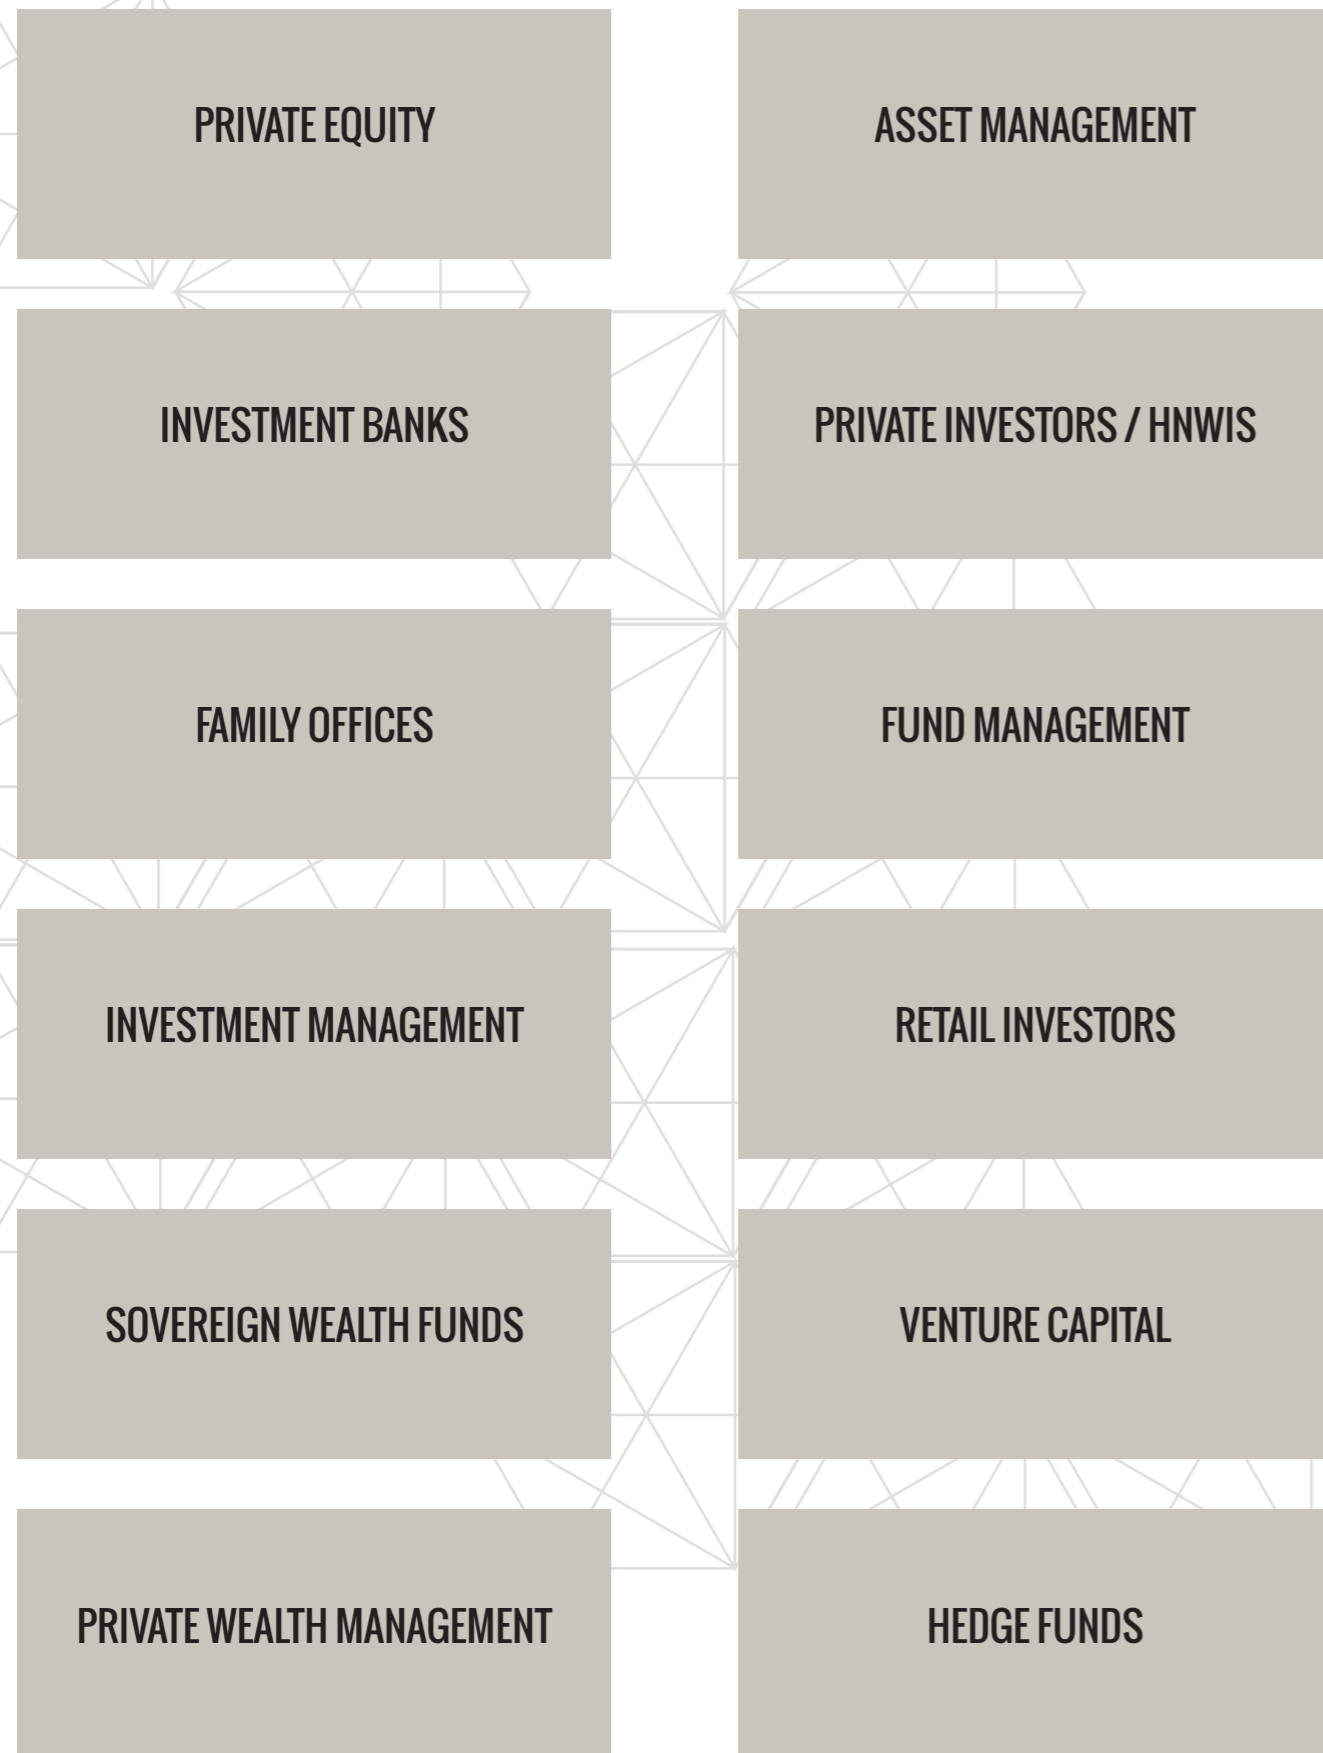 PRIVATE EQUITY
ASSET MANAGEMENT
INVESTMENT BANKS
PRIVATE INVESTORS / HNWIS
FAMILY OFFICES
FUND MANAGEMENT
INVESTMENT MANAGEMENT
RETAIL INVESTORS
SOVEREIGN WEALTH FUNDS
VENTURE CAPITAL
PRIVATE WEALTH MANAGEMENT
HEDGE FUNDS